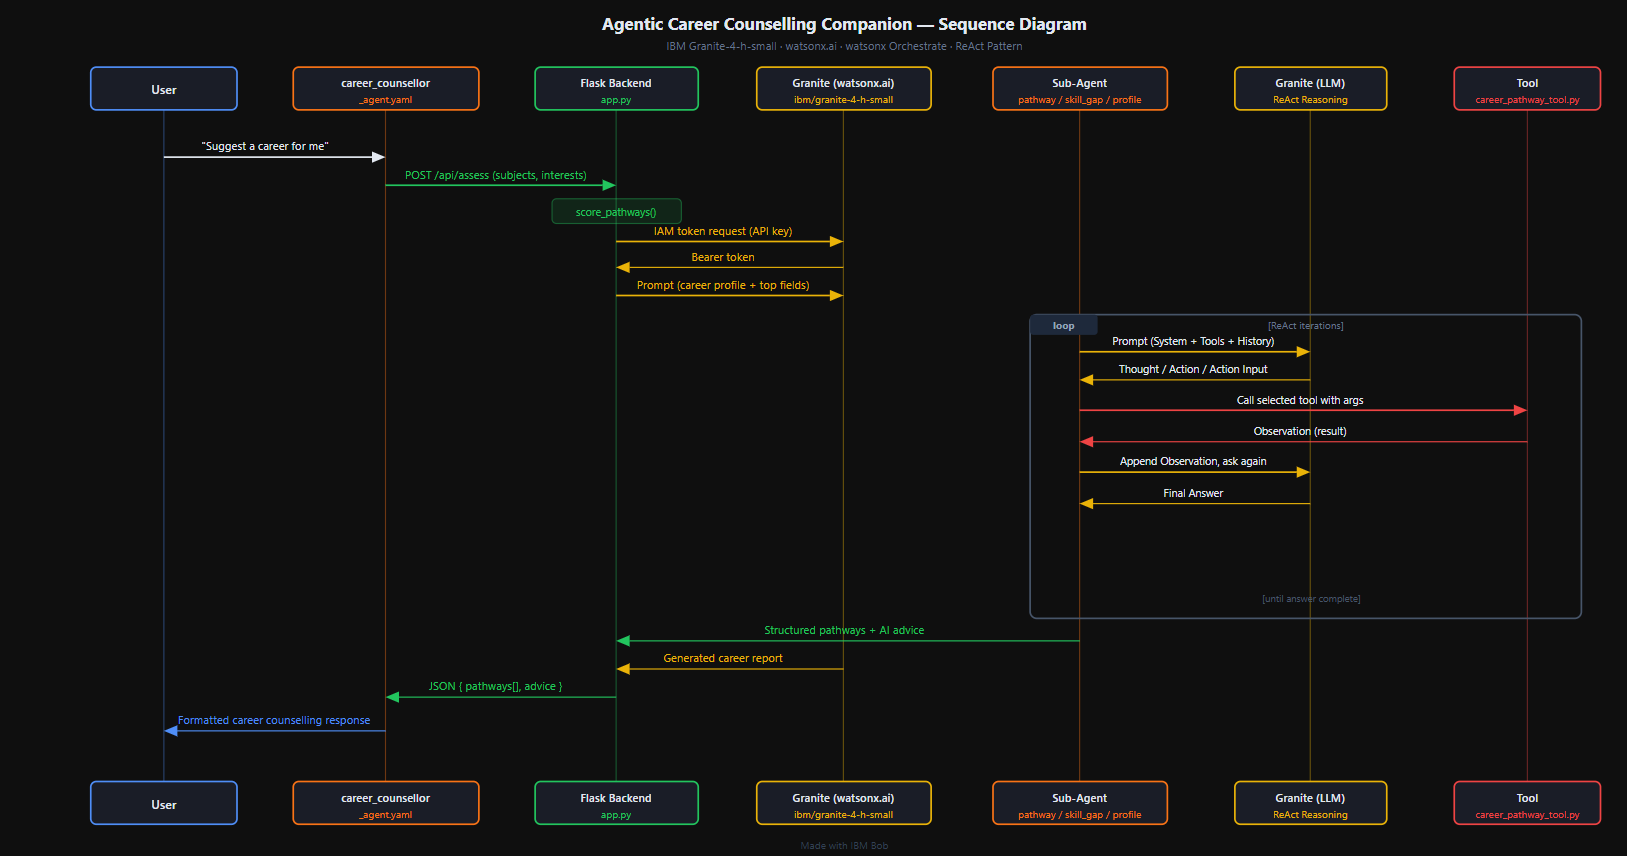 Agentic Career Counselling Companion — Sequence Diagram
IBM Granite-4-h-small · watsonx.ai · watsonx Orchestrate · ReAct Pattern
User
career_counsellor
_agent.yaml
Flask Backend
app.py
Granite (watsonx.ai)
ibm/granite-4-h-small
Sub-Agent
pathway / skill_gap / profile
Granite (LLM)
ReAct Reasoning
Tool
career_pathway_tool.py
"Suggest a career for me"
POST /api/assess (subjects, interests)
score_pathways()
IAM token request (API key)
Bearer token
Prompt (career profile + top fields)
loop
[ReAct iterations]
Prompt (System + Tools + History)
Thought / Action / Action Input
Call selected tool with args
Observation (result)
Append Observation, ask again
Final Answer
[until answer complete]
Structured pathways + AI advice
Generated career report
JSON { pathways[], advice }
Formatted career counselling response
User
career_counsellor
_agent.yaml
Flask Backend
app.py
Granite (watsonx.ai)
ibm/granite-4-h-small
Sub-Agent
pathway / skill_gap / profile
Granite (LLM)
ReAct Reasoning
Tool
career_pathway_tool.py
Made with IBM Bob